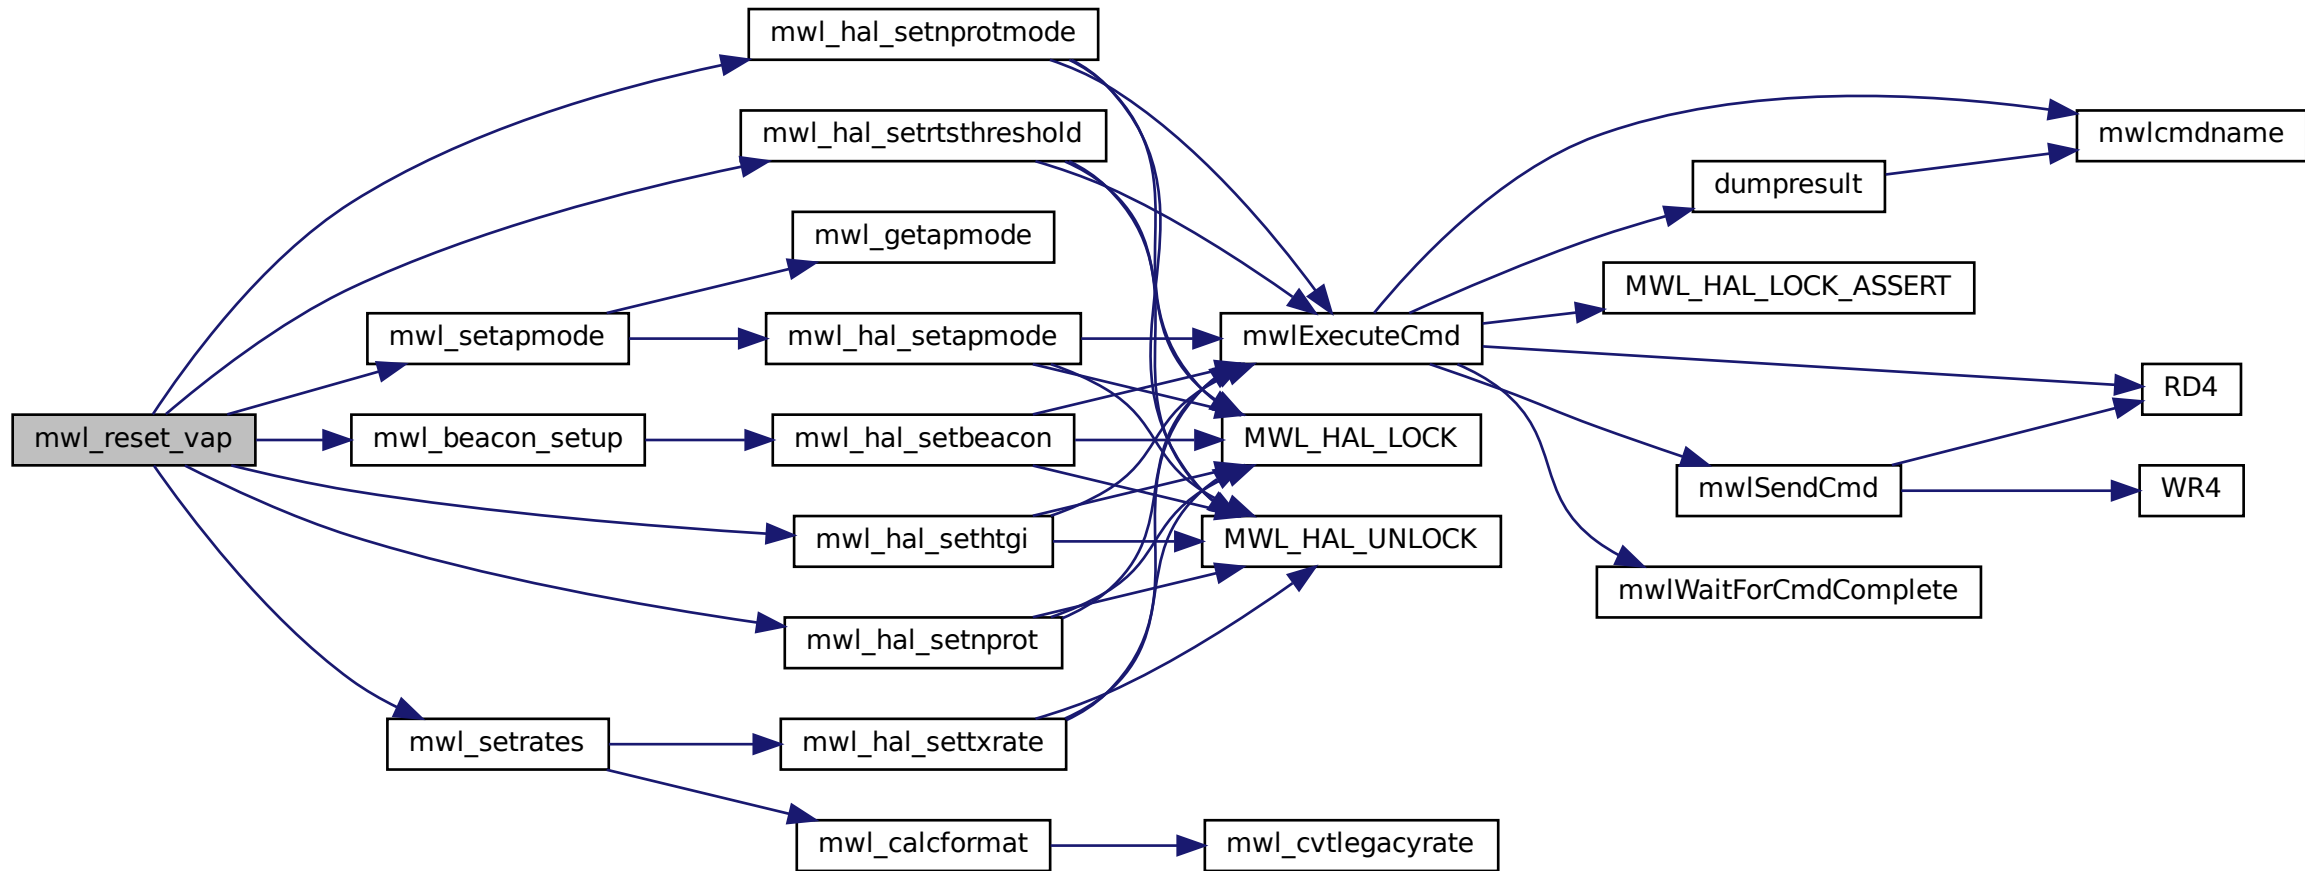 mwl_hal_setnprotmode
mwl_hal_setrtsthreshold
mwlcmdname
dumpresult
mwl_getapmode
MWL_HAL_LOCK_ASSERT
mwl_setapmode
mwl_hal_setapmode
mwlExecuteCmd
RD4
mwl_reset_vap
mwl_beacon_setup
mwl_hal_setbeacon
MWL_HAL_LOCK
mwlSendCmd
WR4
mwl_hal_sethtgi
MWL_HAL_UNLOCK
mwlWaitForCmdComplete
mwl_hal_setnprot
mwl_setrates
mwl_hal_settxrate
mwl_calcformat
mwl_cvtlegacyrate